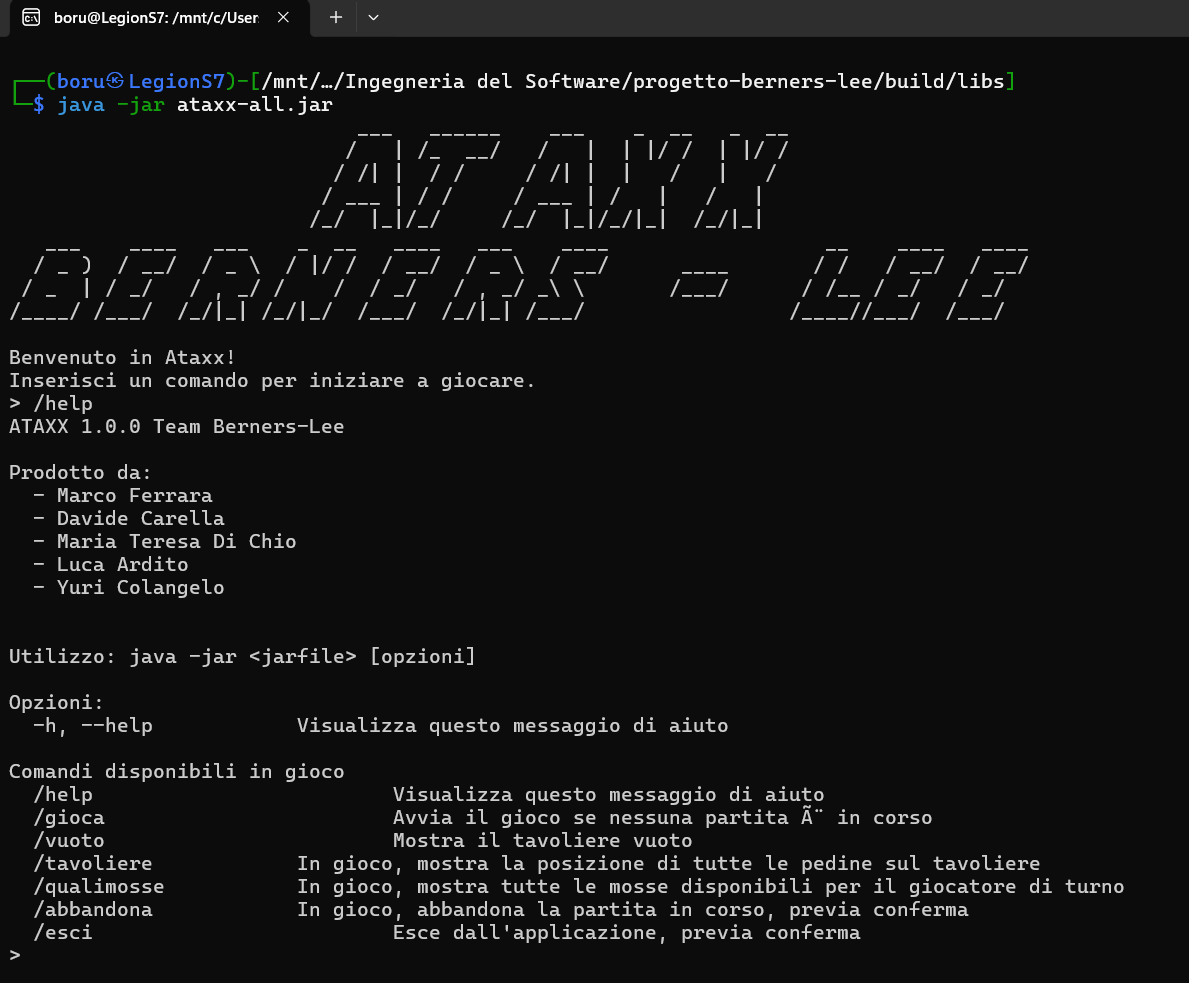 boru@LegionS7: /mnt/c/User
(boru㉿LegionS7)-[/mnt/…/Ingegneria del Software/progetto-berners-lee/build/libs]
$ java -jar ataxx-all.jar
ATAXX
BERNERS - LEE
Benvenuto in Ataxx!
Inserisci un comando per iniziare a giocare.
> /help
ATAXX 1.0.0 Team Berners-Lee
Prodotto da:
- Marco Ferrara
- Davide Carella
- Maria Teresa Di Chio
- Luca Ardito
- Yuri Colangelo
Utilizzo: java -jar <jarfile> [opzioni]
Opzioni:
-h, --help Visualizza questo messaggio di aiuto
Comandi disponibili in gioco
/help Visualizza questo messaggio di aiuto
/gioca Avvia il gioco se nessuna partita Ã¨ in corso
/vuoto Mostra il tavoliere vuoto
/tavoliere In gioco, mostra la posizione di tutte le pedine sul tavoliere
/qualimosse In gioco, mostra tutte le mosse disponibili per il giocatore di turno
/abbandona In gioco, abbandona la partita in corso, previa conferma
/esci Esce dall'applicazione, previa conferma
>